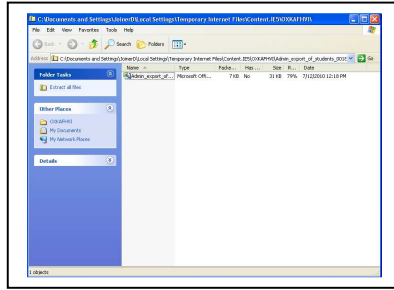 C:\Documents and Settings\JoinerD\Local Settings\Temporary Internet Files\Content.IE5\OXKAFHVI\
File Edit View Favorites Tools Help
Back Search Folders
Address C:\Documents and Settings\JoinerD\Local Settings\Temporary Internet Files\Content.IE5\OXKAFHVI\Admin_export_of_students_001 Go
Name Type Packe... Has ... Size R... Date
Admin_export_of... Microsoft Offi... 7 KB No 31 KB 79% 7/12/2010 12:18 PM
Folder Tasks
Extract all files
Other Places
OXKAFHVI
My Documents
My Network Places
Details
1 objects